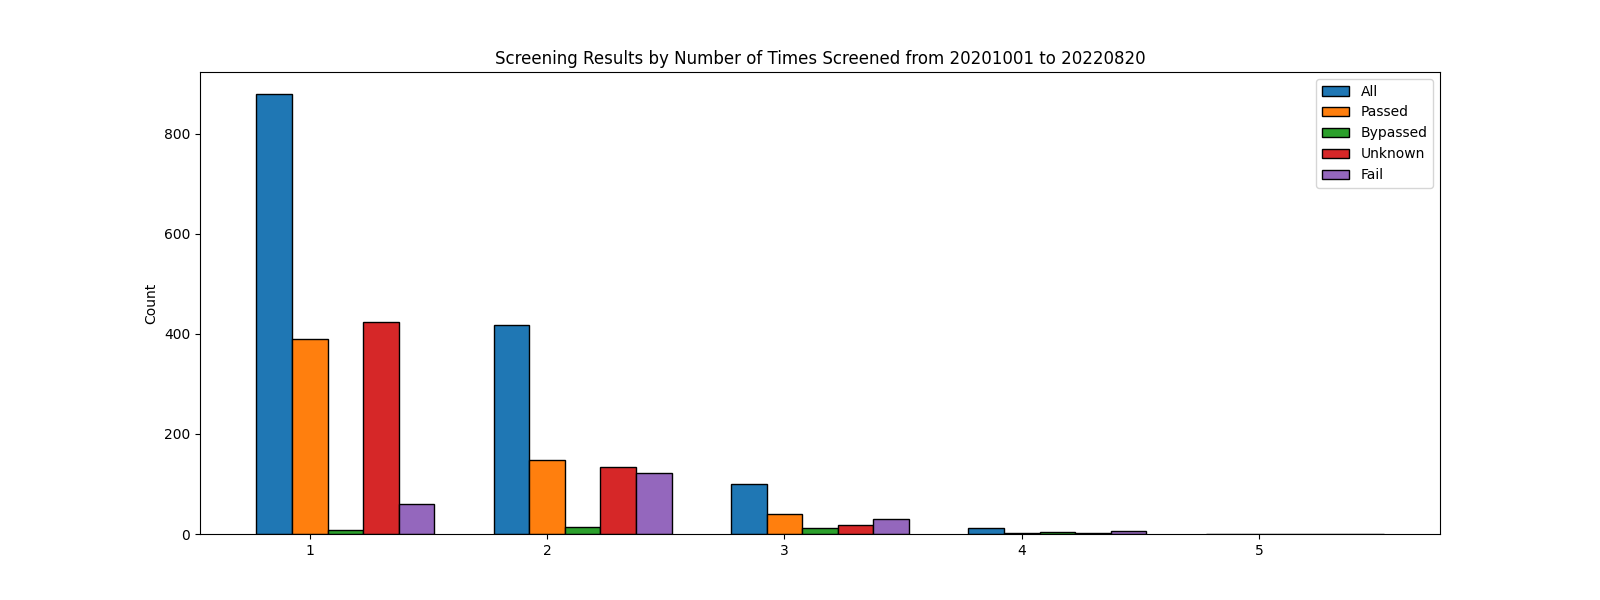 Screening Results by Number of Times Screened from 20201001 to 20220820
All
Passed
Bypassed
Unknown
Fail
Count
800
600
400
200
0
1 2 3 4 5